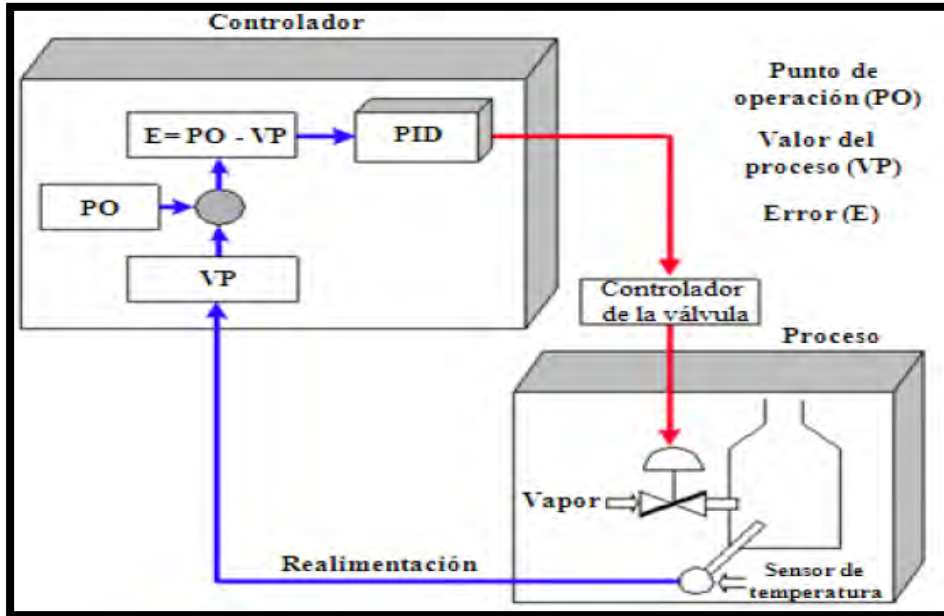 Controlador
E= PO - VP
PID
PO
VP
Punto de
operación (PO)
Valor del
proceso (VP)
Error (E)
Controlador
de la válvula
Proceso
Vapor
Realimentación
Sensor de
temperatura